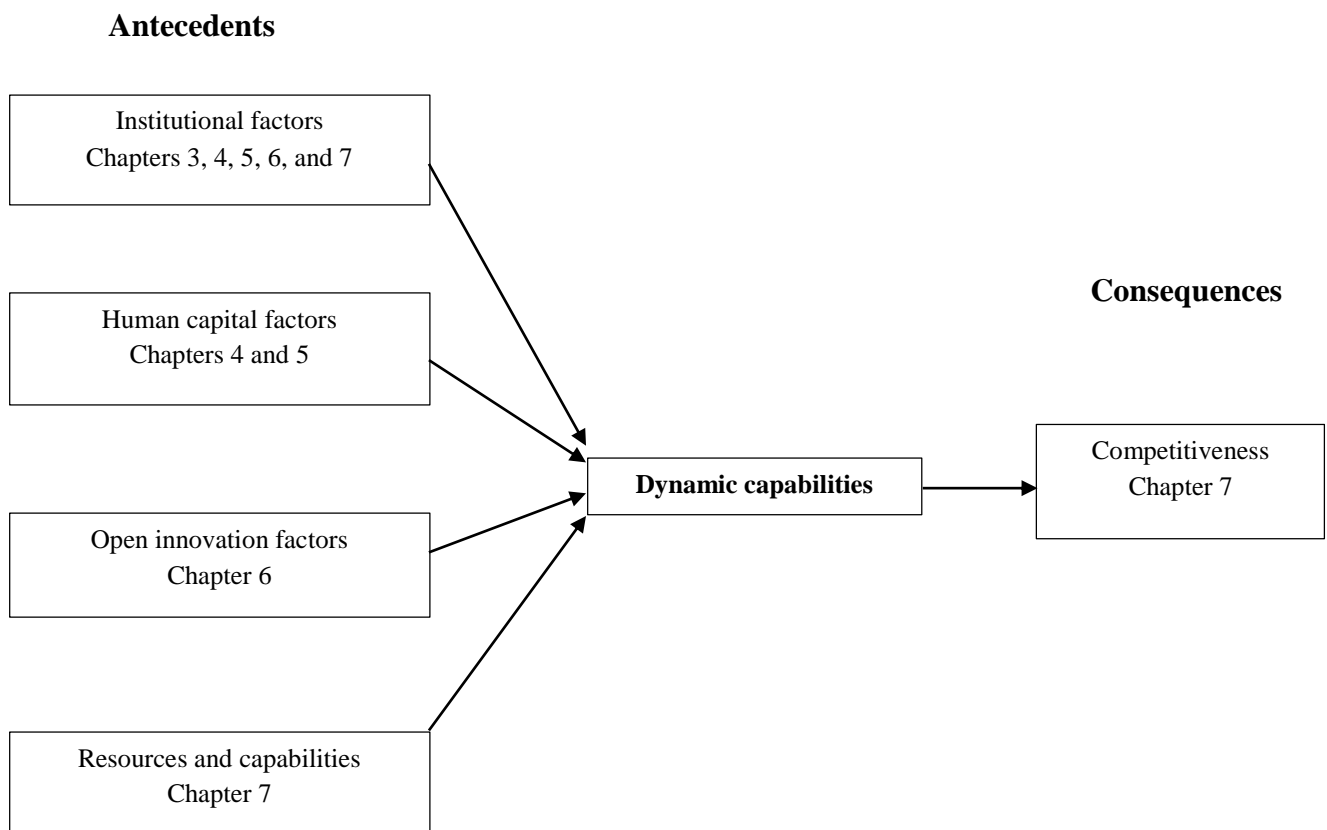 Antecedents
Institutional factors
Chapters 3, 4, 5, 6, and 7
Human capital factors
Chapters 4 and 5
Open innovation factors
Chapter 6
Resources and capabilities
Chapter 7
Dynamic capabilities
Consequences
Competitiveness
Chapter 7